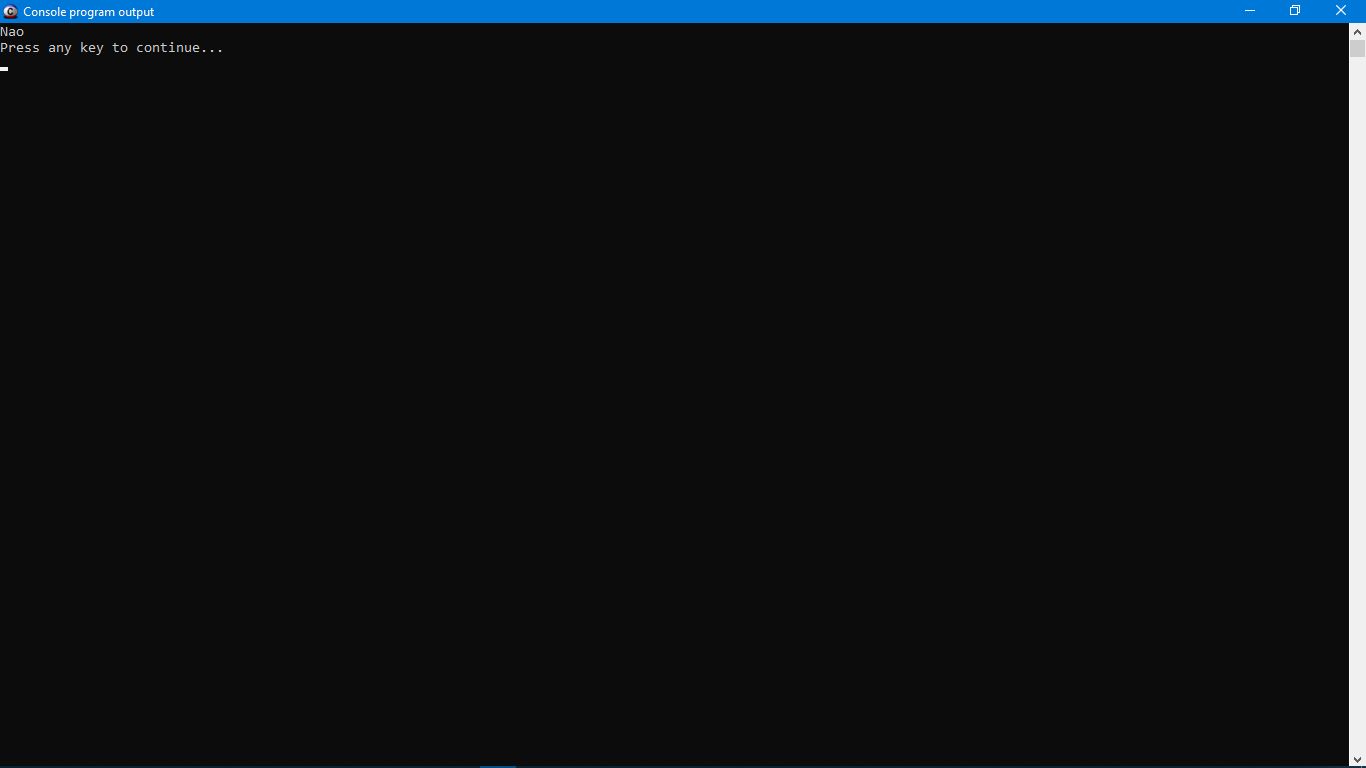 Console program output
Nao
Press any key to continue...